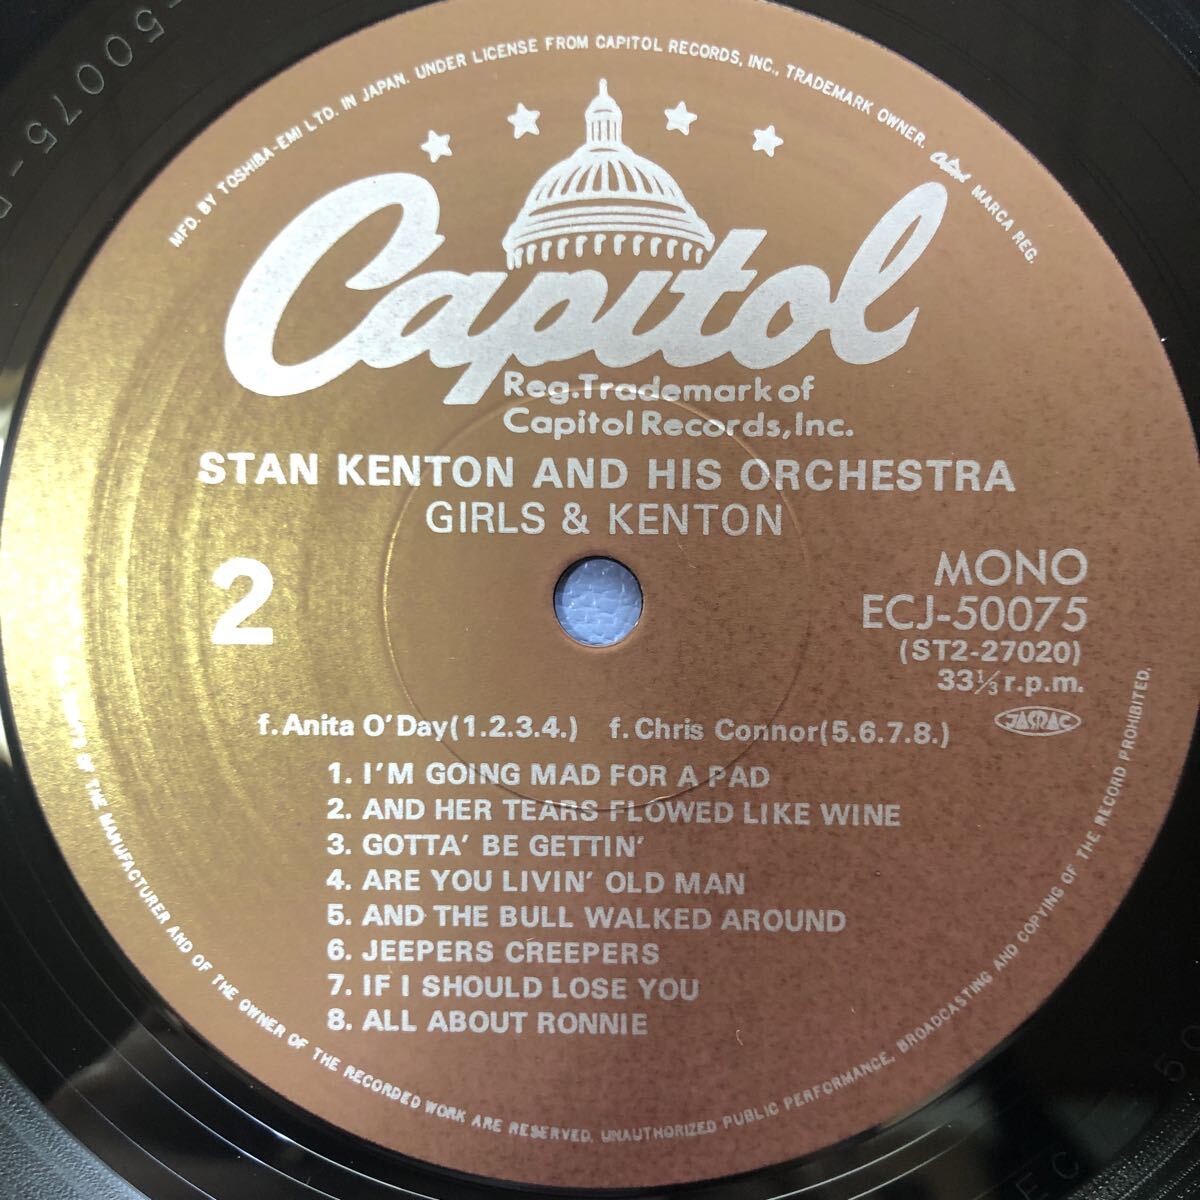 MFD. BY TOSHIBA-EMI LTD. IN JAPAN. UNDER LICENSE FROM CAPITOL RECORDS, INC., TRADEMARK OWNER. Capitol MARCA REG.
Capitol
Reg. Trademark of
Capitol Records, Inc.
STAN KENTON AND HIS ORCHESTRA
GIRLS & KENTON
2
MONO
ECJ-50075
(ST2-27020)
33⅓ r.p.m.
JASRAC
f. Anita O'Day(1.2.3.4.) f. Chris Connor(5.6.7.8.)
1. I'M GOING MAD FOR A PAD
2. AND HER TEARS FLOWED LIKE WINE
3. GOTTA' BE GETTIN'
4. ARE YOU LIVIN' OLD MAN
5. AND THE BULL WALKED AROUND
6. JEEPERS CREEPERS
7. IF I SHOULD LOSE YOU
8. ALL ABOUT RONNIE
OF THE MANUFACTURER AND OF THE OWNER OF THE RECORDED WORK ARE RESERVED. UNAUTHORIZED PUBLIC PERFORMANCE, BROADCASTING AND COPYING OF THE RECORD PROHIBITED.
50075